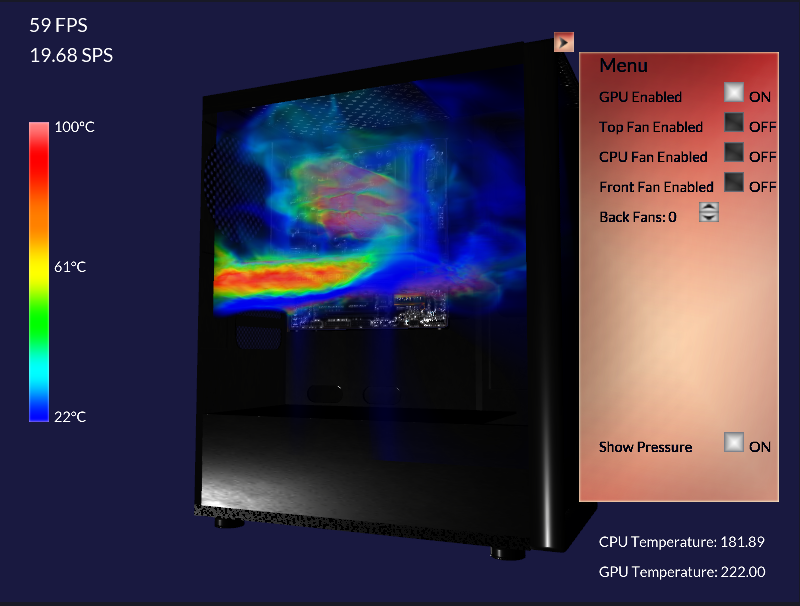 59 FPS
19.68 SPS
100°C
61°C
22°C
Menu
GPU Enabled ON
Top Fan Enabled OFF
CPU Fan Enabled OFF
Front Fan Enabled OFF
Back Fans: 0
Show Pressure ON
CPU Temperature: 181.89
GPU Temperature: 222.00